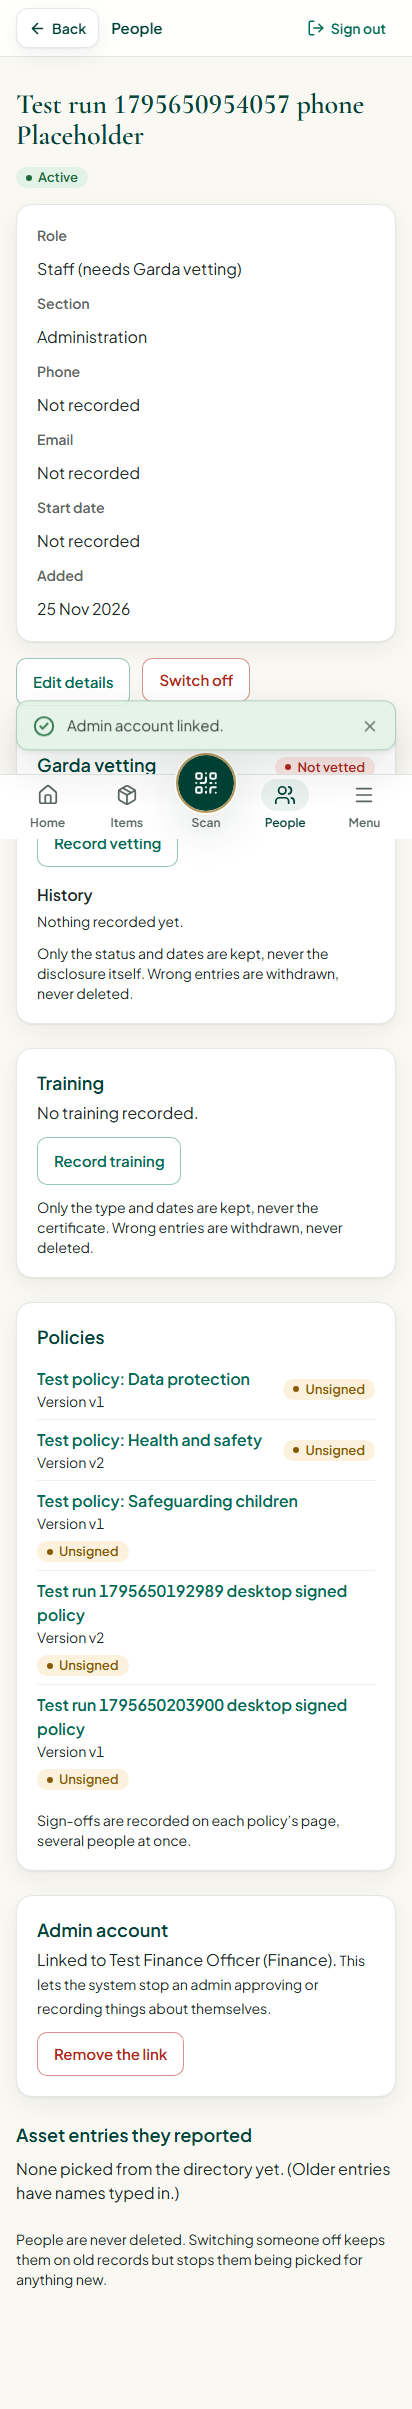 Back
People
Sign out
Test run 1795650954057 phone
Placeholder
Active
Role
Staff (needs Garda vetting)
Section
Administration
Phone
Not recorded
Email
Not recorded
Start date
Not recorded
Added
25 Nov 2026
Edit details
Switch off
Admin account linked.
Garda vetting
Not vetted
Home
Items
Scan
People
Menu
Record vetting
History
Nothing recorded yet.
Only the status and dates are kept, never the
disclosure itself. Wrong entries are withdrawn,
never deleted.
Training
No training recorded.
Record training
Only the type and dates are kept, never the
certificate. Wrong entries are withdrawn, never
deleted.
Policies
Test policy: Data protection
Version v1
Unsigned
Test policy: Health and safety
Version v2
Unsigned
Test policy: Safeguarding children
Version v1
Unsigned
Test run 1795650192989 desktop signed
policy
Version v2
Unsigned
Test run 1795650203900 desktop signed
policy
Version v1
Unsigned
Sign-offs are recorded on each policy's page,
several people at once.
Admin account
Linked to Test Finance Officer (Finance). This
lets the system stop an admin approving or
recording things about themselves.
Remove the link
Asset entries they reported
None picked from the directory yet. (Older entries
have names typed in.)
People are never deleted. Switching someone off keeps
them on old records but stops them being picked for
anything new.